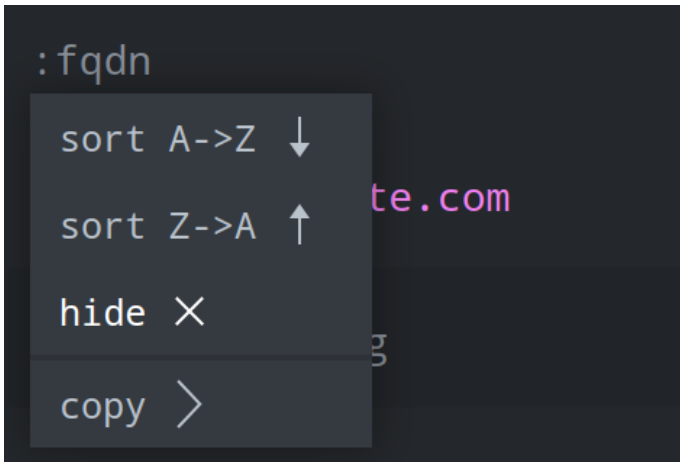 :fqdn
sort A->Z ↓
te.com
sort Z->A ↑
hide ×
g
copy >